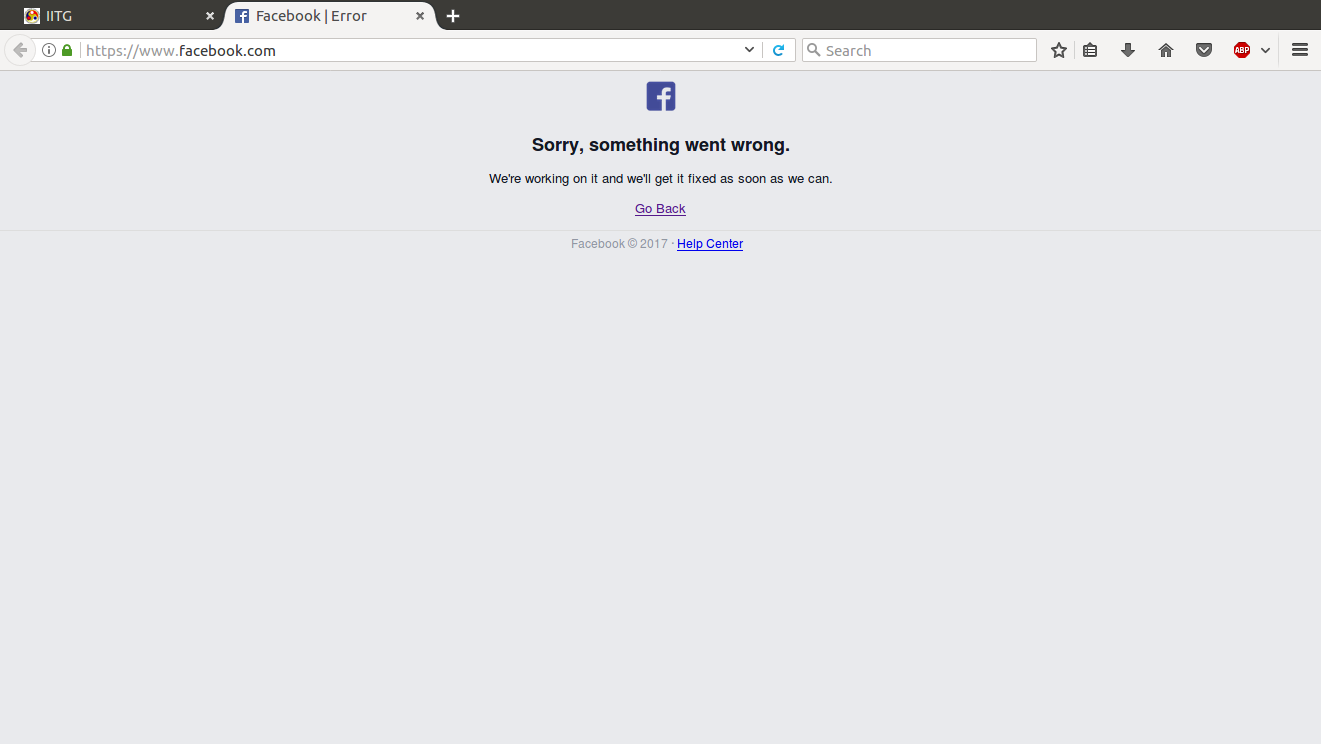 IITG
Facebook | Error
https://www.facebook.com
Search
ABP
Sorry, something went wrong.
We're working on it and we'll get it fixed as soon as we can.
Go Back
Facebook © 2017 · Help Center